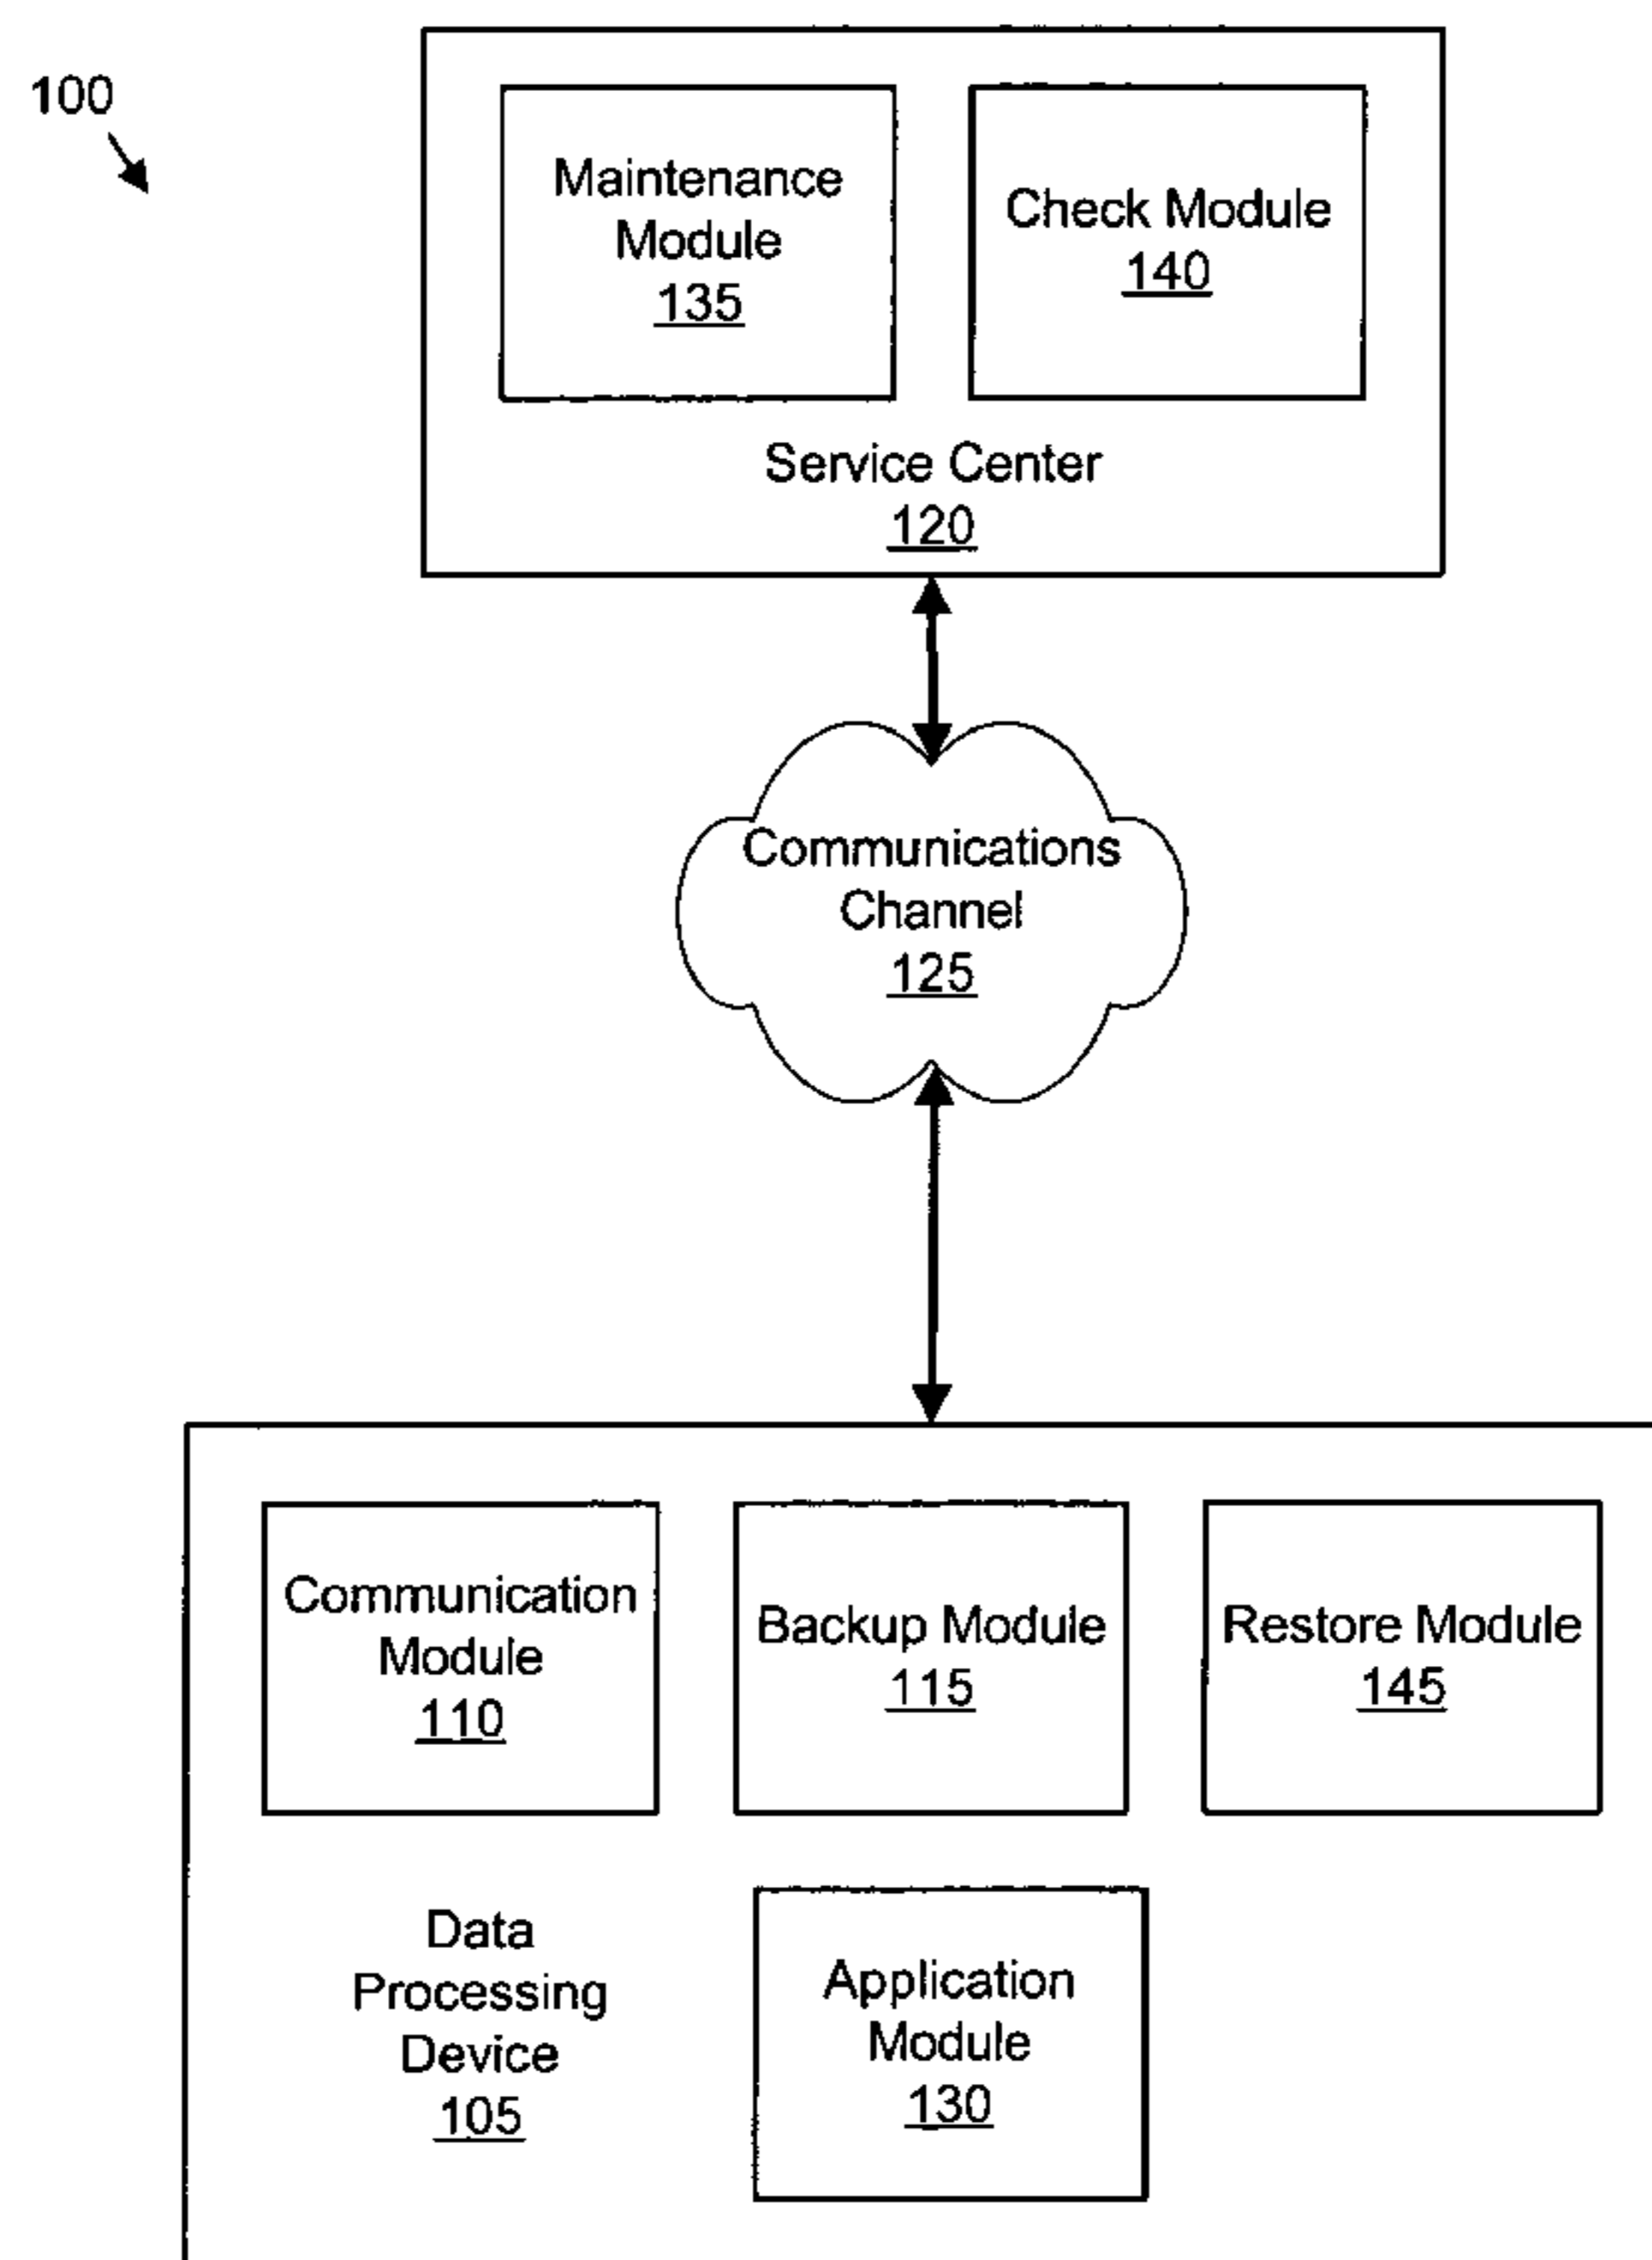 100
Maintenance
Module
135
Check Module
140
Service Center
120
Communications
Channel
125
Communication
Module
110
Backup Module
115
Restore Module
145
Data
Processing
Device
105
Application
Module
130